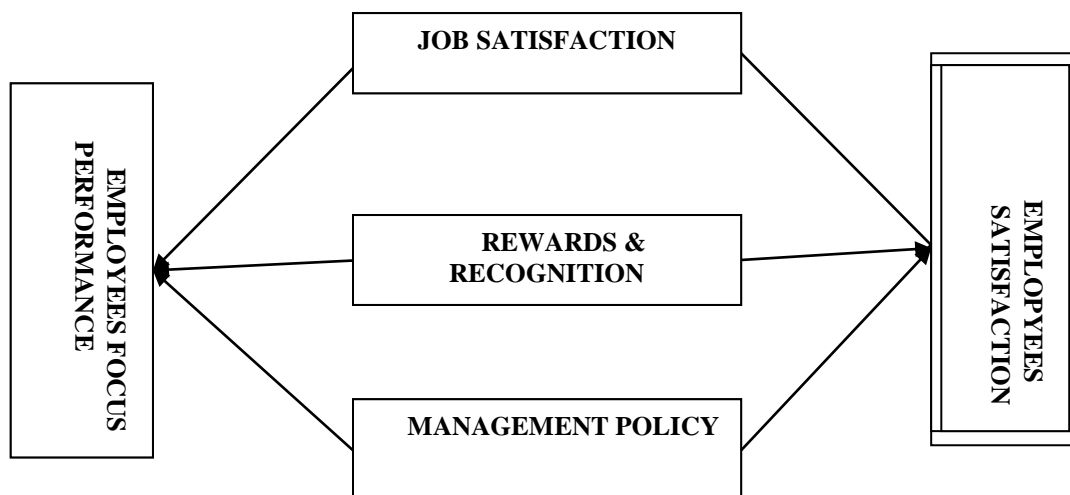 JOB SATISFACTION
EMPLOYEES FOCUS
PERFORMANCE
REWARDS &
RECOGNITION
EMPLOPYEES
SATISFACTION
MANAGEMENT POLICY